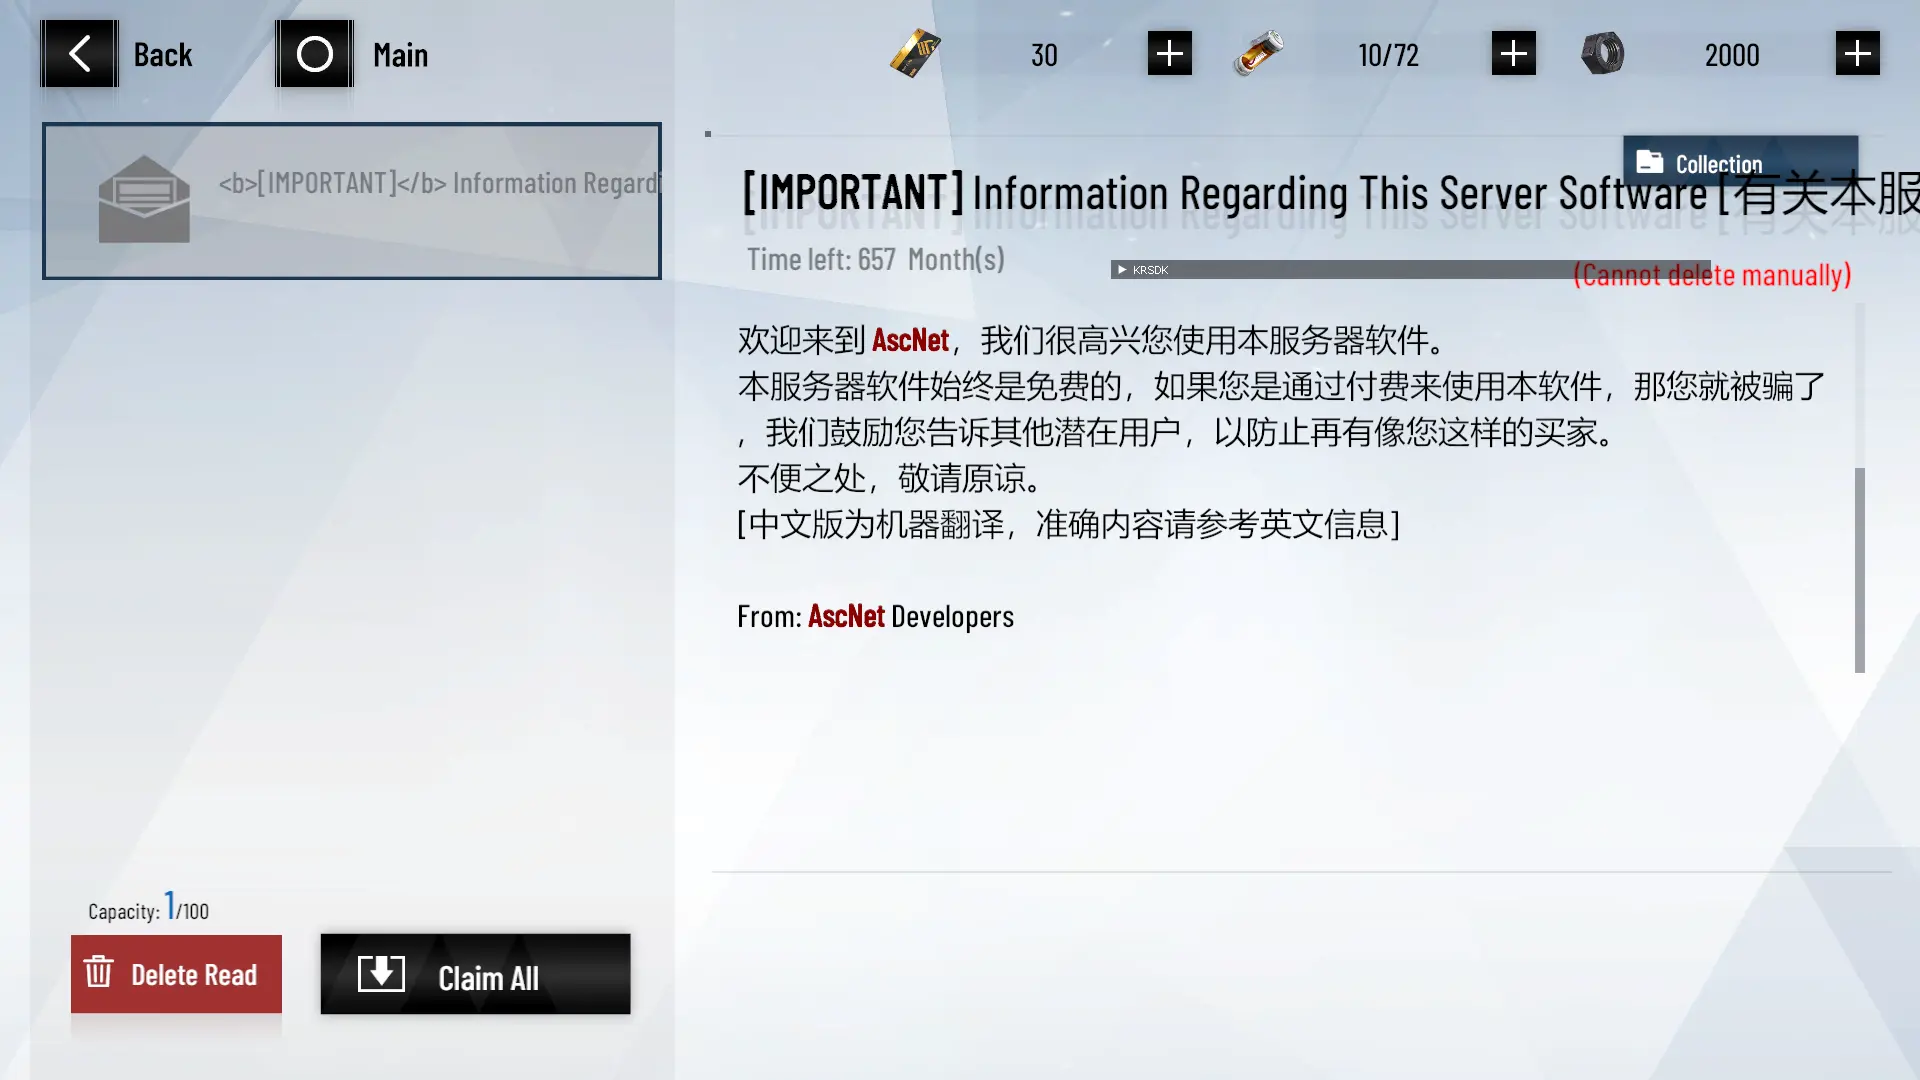 Back
Main
30
10/72
2000
<b>[IMPORTANT]</b> Information Regardi
Collection
[IMPORTANT] Information Regarding This Server Software [有关本服
Time left: 657 Month(s)
KRSDK
(Cannot delete manually)
欢迎来到 AscNet，我们很高兴您使用本服务器软件。
本服务器软件始终是免费的，如果您是通过付费来使用本软件，那您就被骗了
，我们鼓励您告诉其他潜在用户，以防止再有像您这样的买家。
不便之处，敬请原谅。
[中文版为机器翻译，准确内容请参考英文信息]
From: AscNet Developers
Capacity: 1/100
Delete Read
Claim All